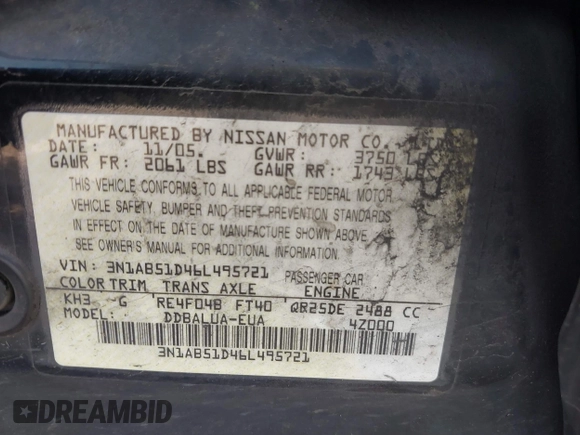 MANUFACTURED BY NISSAN MOTOR CO.
DATE: 11/05. GVWR: 3750
GAWR FR: 2061 LBS GAWR RR: 1743
THIS VEHICLE CONFORMS TO ALL APPLICABLE FEDERAL MOTOR
VEHICLE SAFETY, BUMPER AND THEFT PREVENTION STANDARDS
IN EFFECT ON THE DATE OF MANUFACTURE SHOWN ABOVE.
SEE OWNER'S MANUAL FOR ADDITIONAL INFORMATION.
VIN: 3N1AB51D46L495721 PASSENGER CAR
COLOR TRIM TRANS AXLE ENGINE
KH3 G RE4F04B FT40 QR25DE 2488 CC
MODEL: DDBALUA-EUA 4Z000
3N1AB51D46L495721
DREAMBID